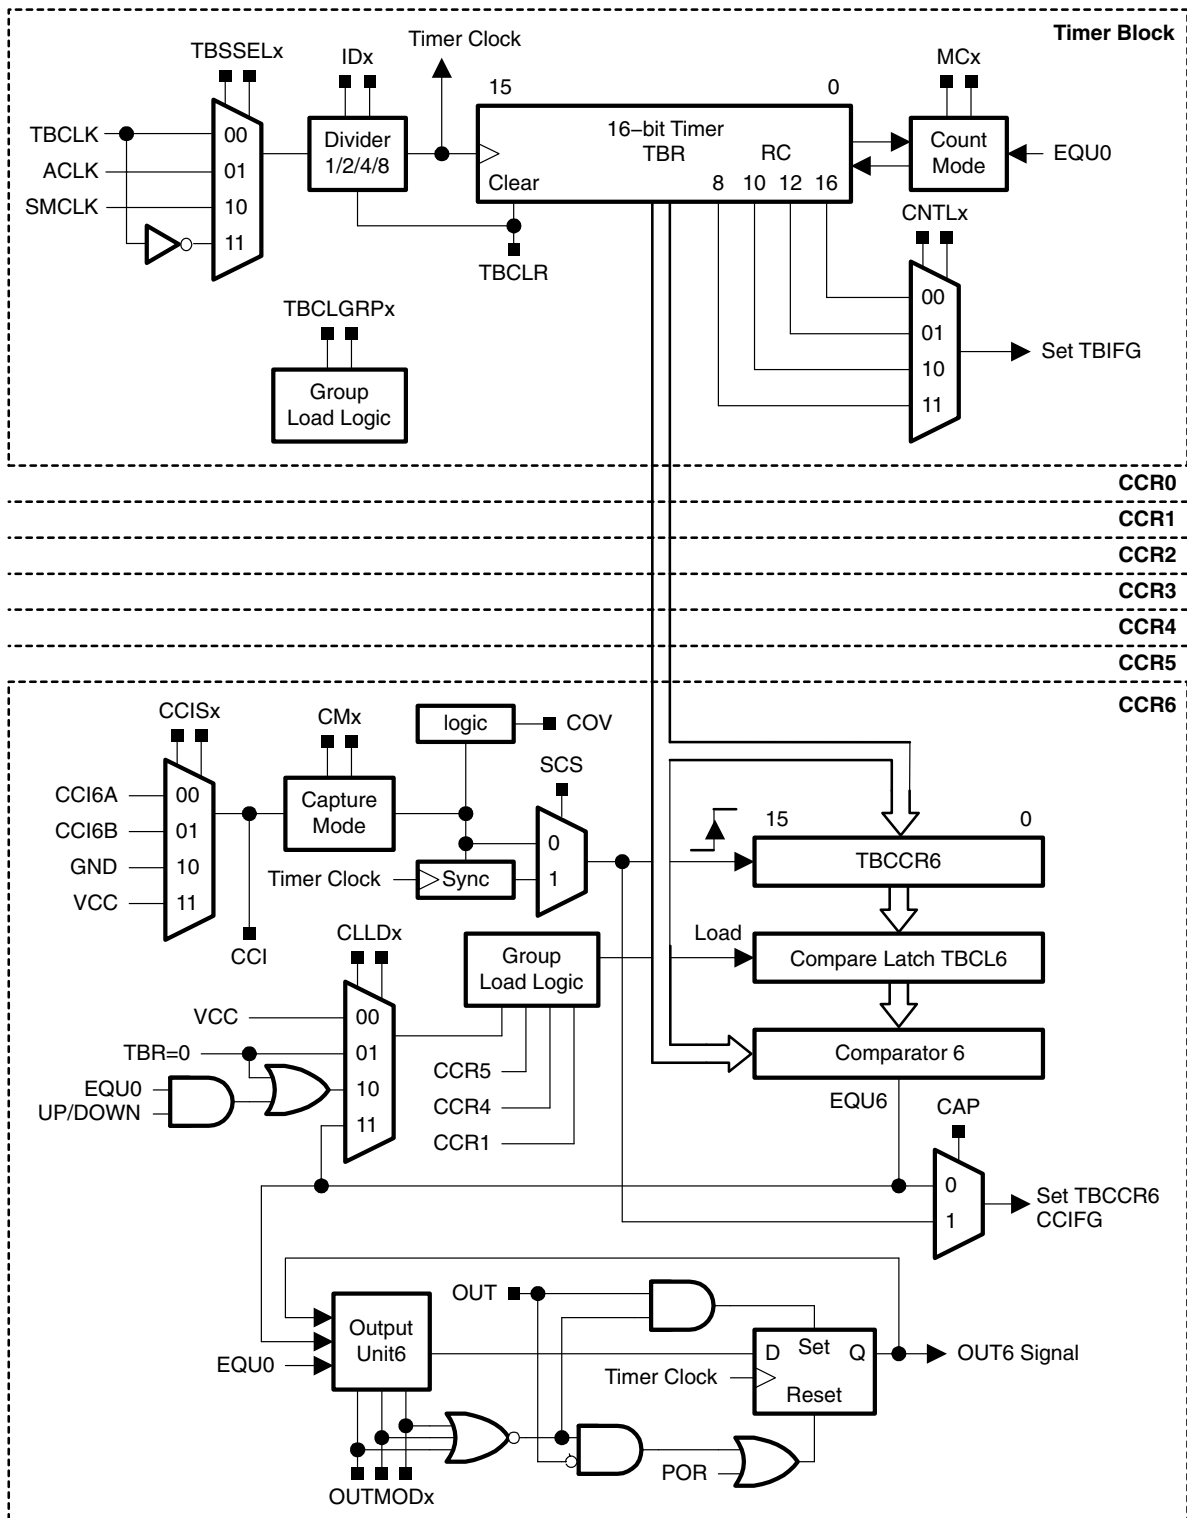 Timer Block
Timer Clock
TBSSELx
IDx
MCx
15
0
TBCLK
00
Divider
1/2/4/8
16−bit Timer
TBR
RC
Count
Mode
EQU0
ACLK
01
SMCLK
10
Clear
8
10
12
16
11
TBCLR
CNTLx
00
01
10
11
Set TBIFG
TBCLGRPx
Group
Load Logic
CCR0
CCR1
CCR2
CCR3
CCR4
CCR5
CCR6
CCISx
CMx
logic
COV
SCS
CCI6A
00
CCI6B
01
GND
10
VCC
11
Capture
Mode
0
1
Timer Clock
Sync
15
0
TBCCR6
CCI
CLLDx
Group
Load Logic
Load
Compare Latch TBCL6
VCC
00
TBR=0
01
EQU0
10
UP/DOWN
11
CCR5
CCR4
CCR1
Comparator 6
EQU6
CAP
0
1
Set TBCCR6
CCIFG
OUT
Output
Unit6
EQU0
D
Set
Q
Timer Clock
Reset
OUT6 Signal
POR
OUTMODx